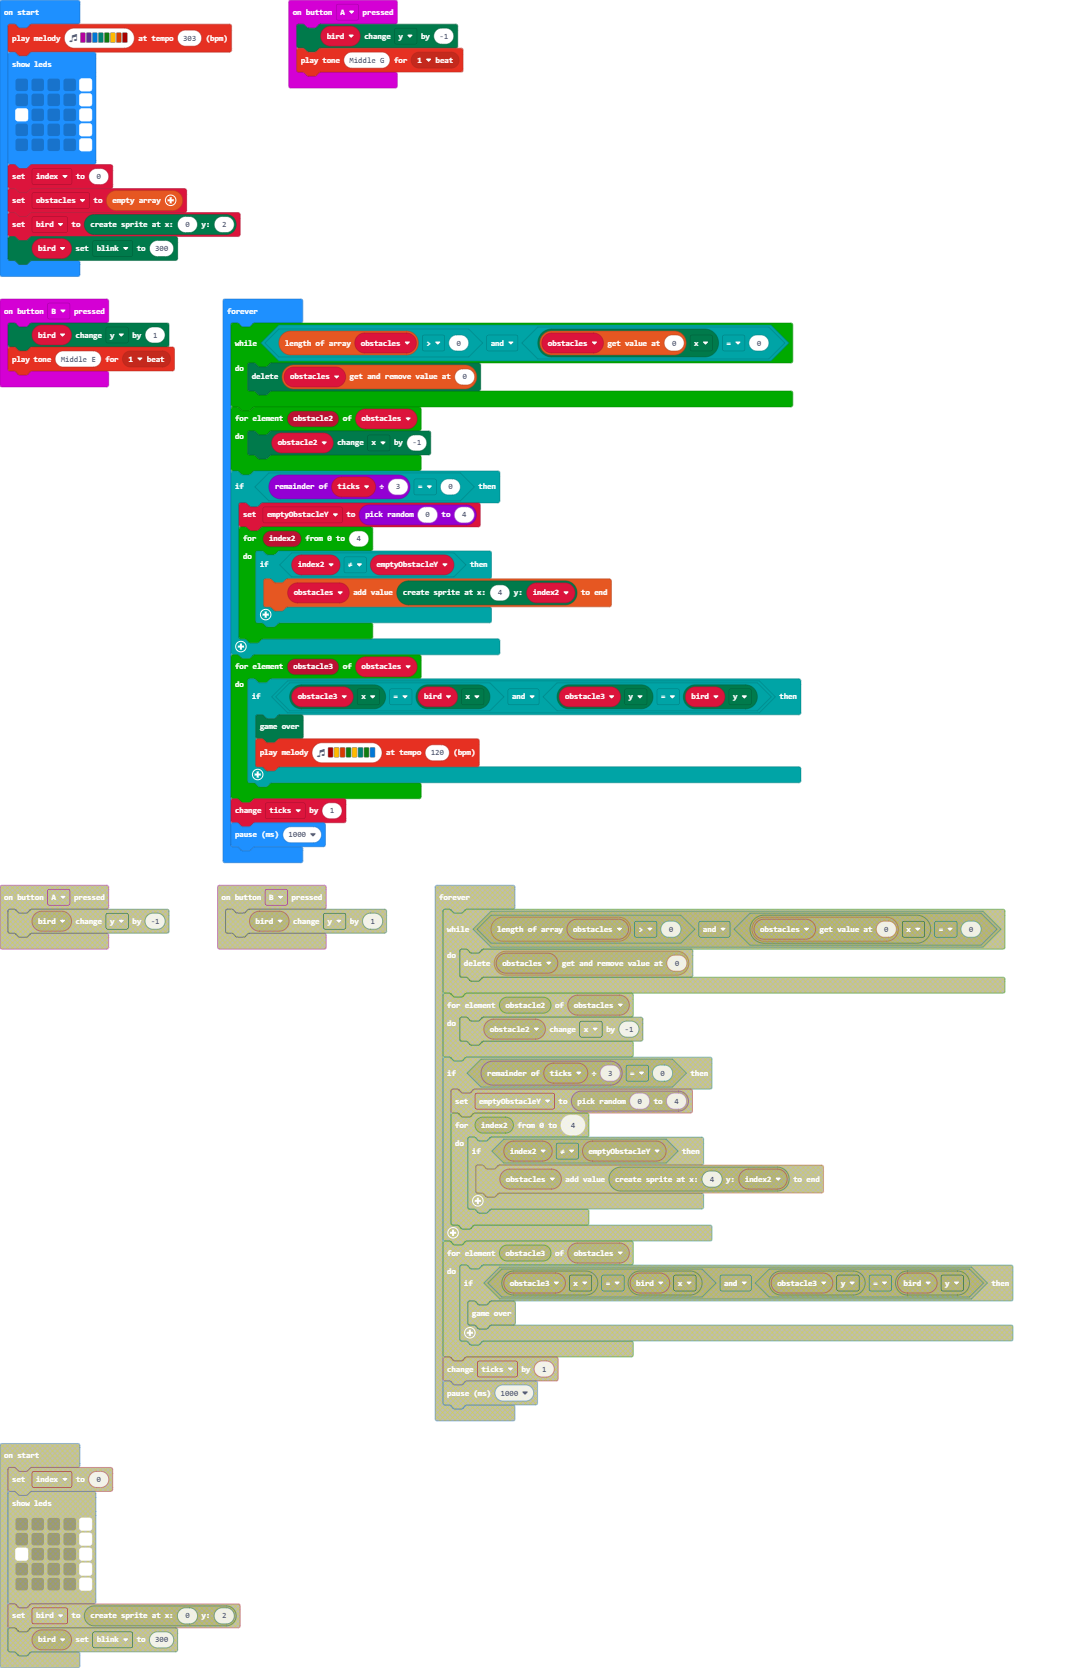 on start
play melody at tempo 303 (bpm)
show leds
set index to 0
set obstacles to empty array
set bird to create sprite at x: 0 y: 2
bird set blink to 300
on button A pressed
bird change y by -1
play tone Middle G for 1 beat
on button B pressed
bird change y by 1
play tone Middle E for 1 beat
forever
while length of array obstacles > 0 and obstacles get value at 0 x = 0
do
delete obstacles get and remove value at 0
for element obstacle2 of obstacles
do
obstacle2 change x by -1
if remainder of ticks ÷ 3 = 0 then
set emptyObstacleY to pick random 0 to 4
for index2 from 0 to 4
do
if index2 ≠ emptyObstacleY then
obstacles add value create sprite at x: 4 y: index2 to end
for element obstacle3 of obstacles
do
if obstacle3 x = bird x and obstacle3 y = bird y then
game over
play melody at tempo 120 (bpm)
change ticks by 1
pause (ms) 1000
on button A pressed
bird change y by -1
on button B pressed
bird change y by 1
forever
while length of array obstacles > 0 and obstacles get value at 0 x = 0
do
delete obstacles get and remove value at 0
for element obstacle2 of obstacles
do
obstacle2 change x by -1
if remainder of ticks ÷ 3 = 0 then
set emptyObstacleY to pick random 0 to 4
for index2 from 0 to 4
do
if index2 ≠ emptyObstacleY then
obstacles add value create sprite at x: 4 y: index2 to end
for element obstacle3 of obstacles
do
if obstacle3 x = bird x and obstacle3 y = bird y then
game over
change ticks by 1
pause (ms) 1000
on start
set index to 0
show leds
set bird to create sprite at x: 0 y: 2
bird set blink to 300